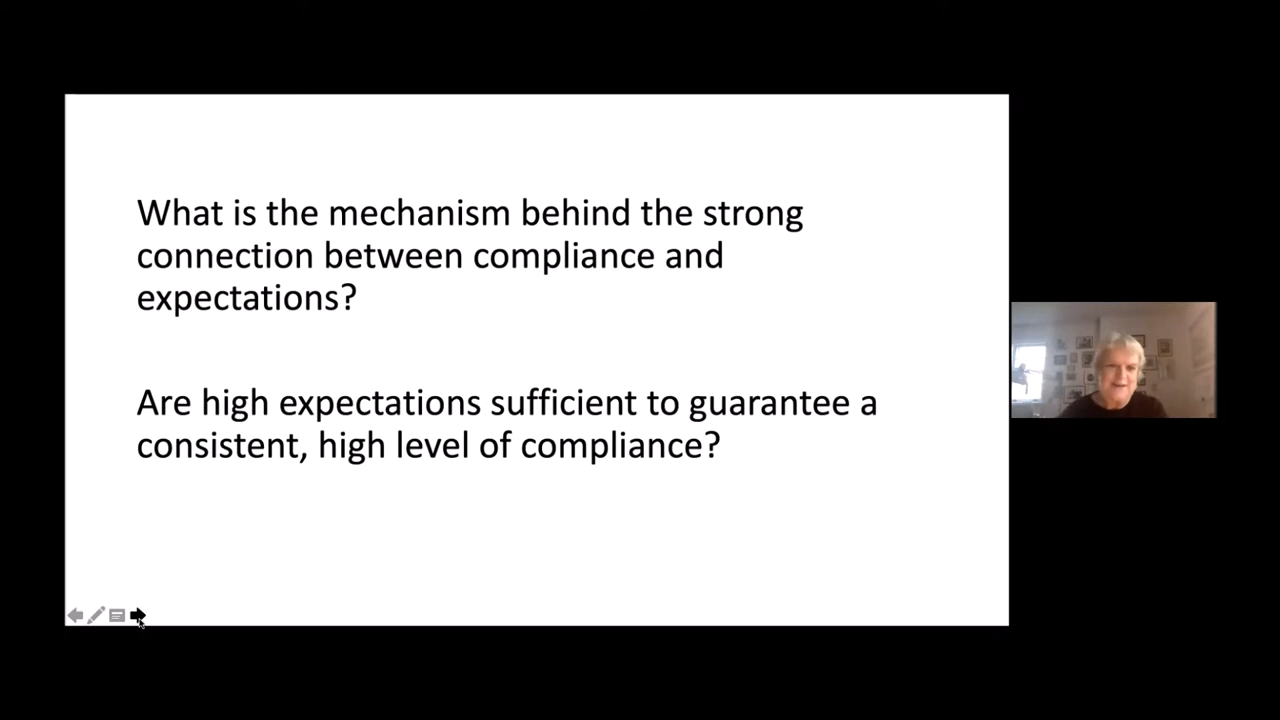 What is the mechanism behind the strong
connection between compliance and
expectations?
Are high expectations sufficient to guarantee a
consistent, high level of compliance?